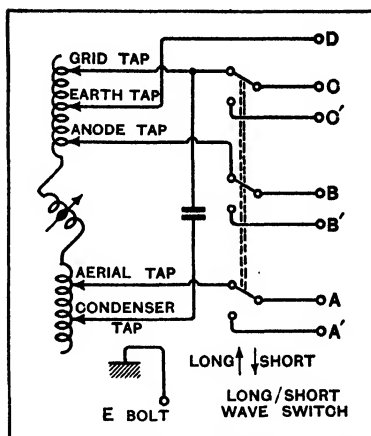 D
GRID TAP
C
EARTH TAP
C′
ANODE TAP
B
B′
AERIAL TAP
A
CONDENSER
TAP
A′
LONG SHORT
LONG/SHORT
WAVE SWITCH
E BOLT